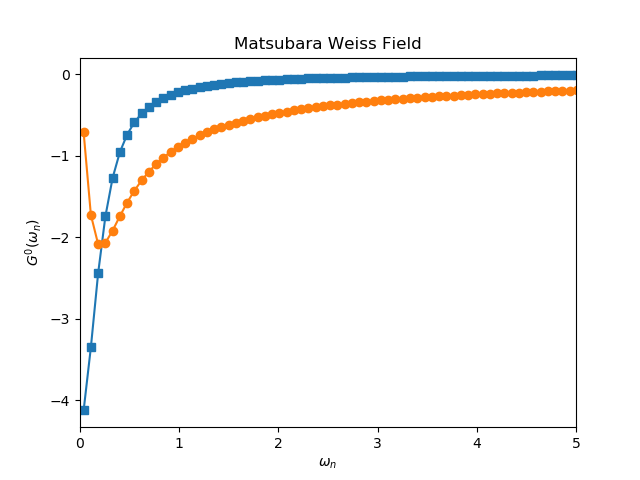 Matsubara Weiss Field
0
−1
−2
−3
−4
G⁰(ωₙ)
0 1 2 3 4 5
ωₙ